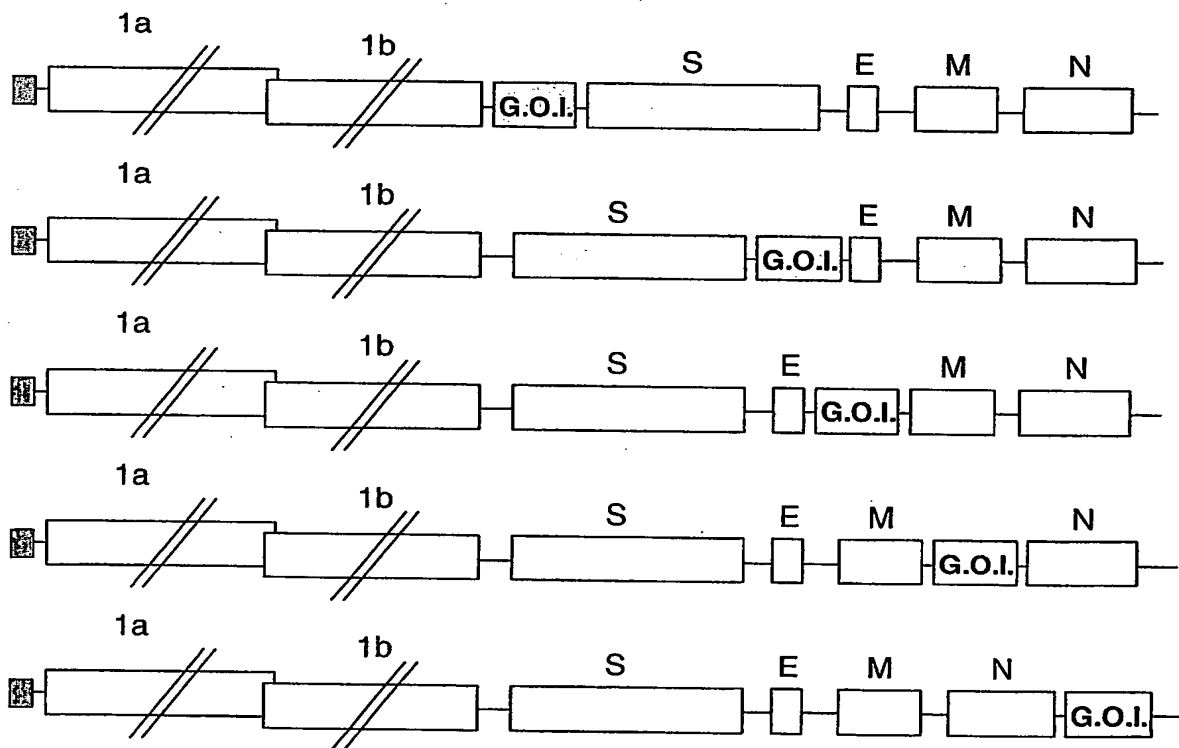 1a 1b G.O.I. S E M N
1a 1b S G.O.I. E M N
1a 1b S E G.O.I. M N
1a 1b S E M G.O.I. N
1a 1b S E M N G.O.I.